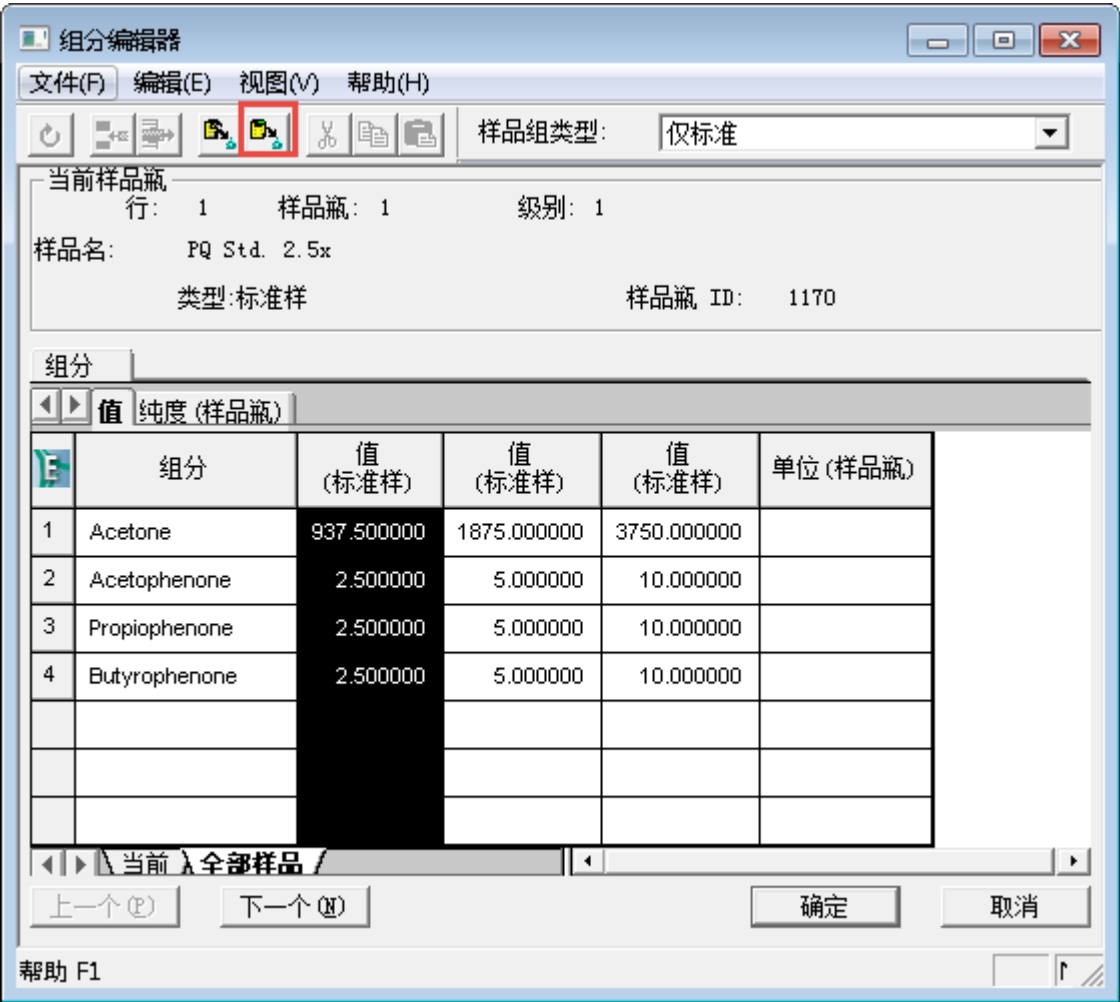 组分编辑器
文件(F) 编辑(E) 视图(V) 帮助(H)
样品组类型: 仅标准
当前样品瓶
行: 1 样品瓶: 1 级别: 1
样品名: PQ Std. 2.5x
类型:标准样 样品瓶 ID: 1170
组分
值 纯度 (样品瓶)
组分 值 (标准样) 值 (标准样) 值 (标准样) 单位 (样品瓶)
1 Acetone 937.500000 1875.000000 3750.000000
2 Acetophenone 2.500000 5.000000 10.000000
3 Propiophenone 2.500000 5.000000 10.000000
4 Butyrophenone 2.500000 5.000000 10.000000
当前 全部样品
上一个(P) 下一个(N) 确定 取消
帮助 F1